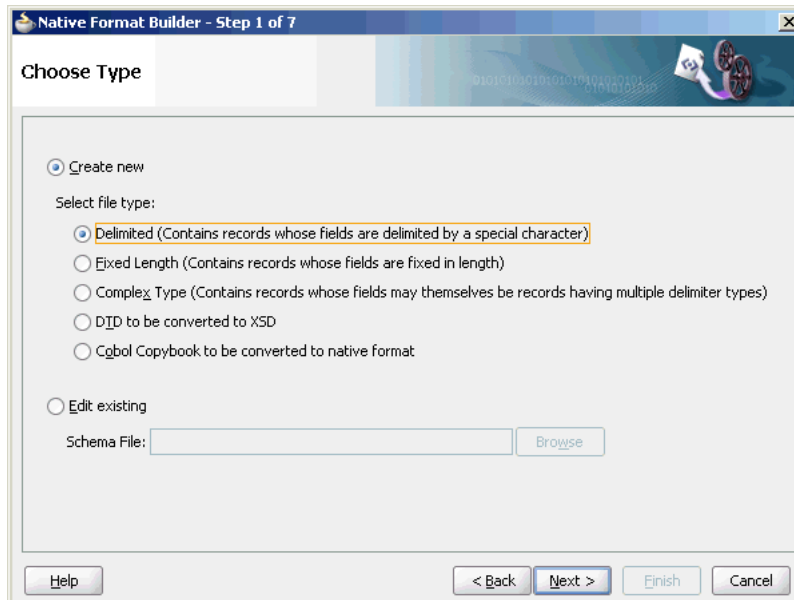 Native Format Builder - Step 1 of 7
Choose Type
0101010101010101010101010101
01010101010
Create new
Select file type:
Delimited (Contains records whose fields are delimited by a special character)
Fixed Length (Contains records whose fields are fixed in length)
Complex Type (Contains records whose fields may themselves be records having multiple delimiter types)
DTD to be converted to XSD
Cobol Copybook to be converted to native format
Edit existing
Schema File:
Browse
Help
< Back
Next >
Finish
Cancel